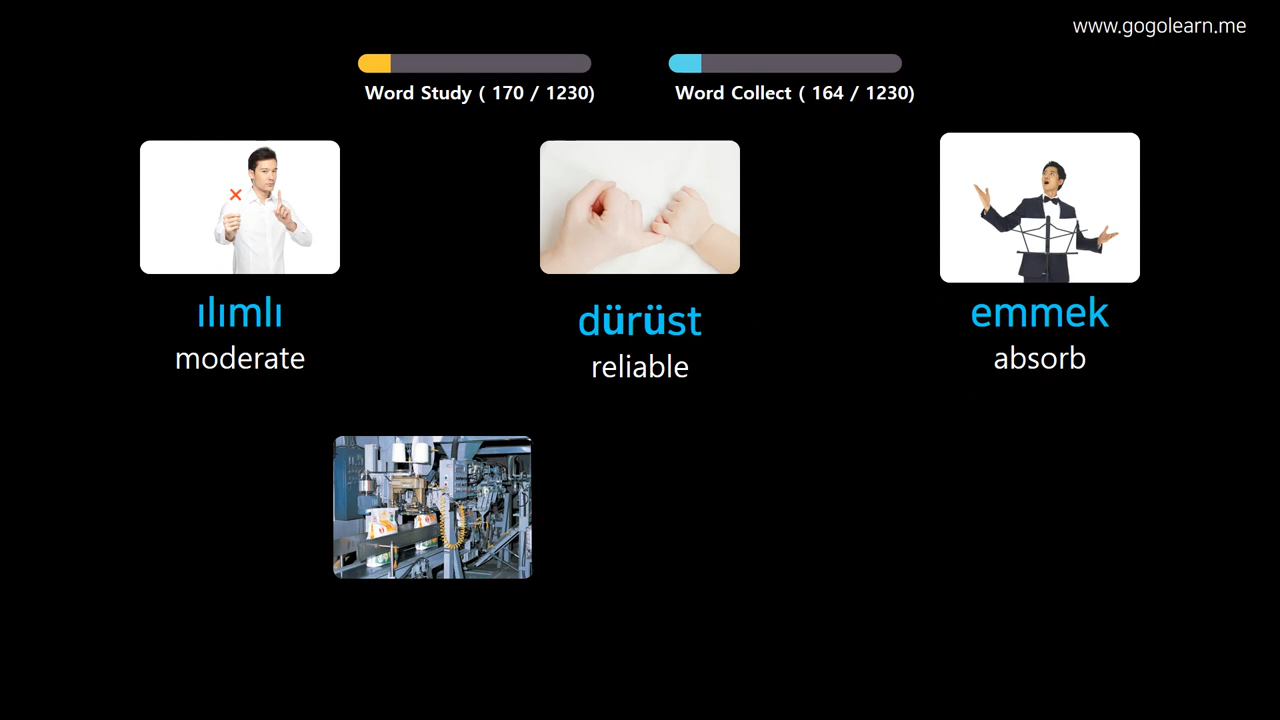 www.gogolearn.me
Word Study ( 170 / 1230)
Word Collect ( 164 / 1230)
ılımlı
moderate
dürüst
reliable
emmek
absorb